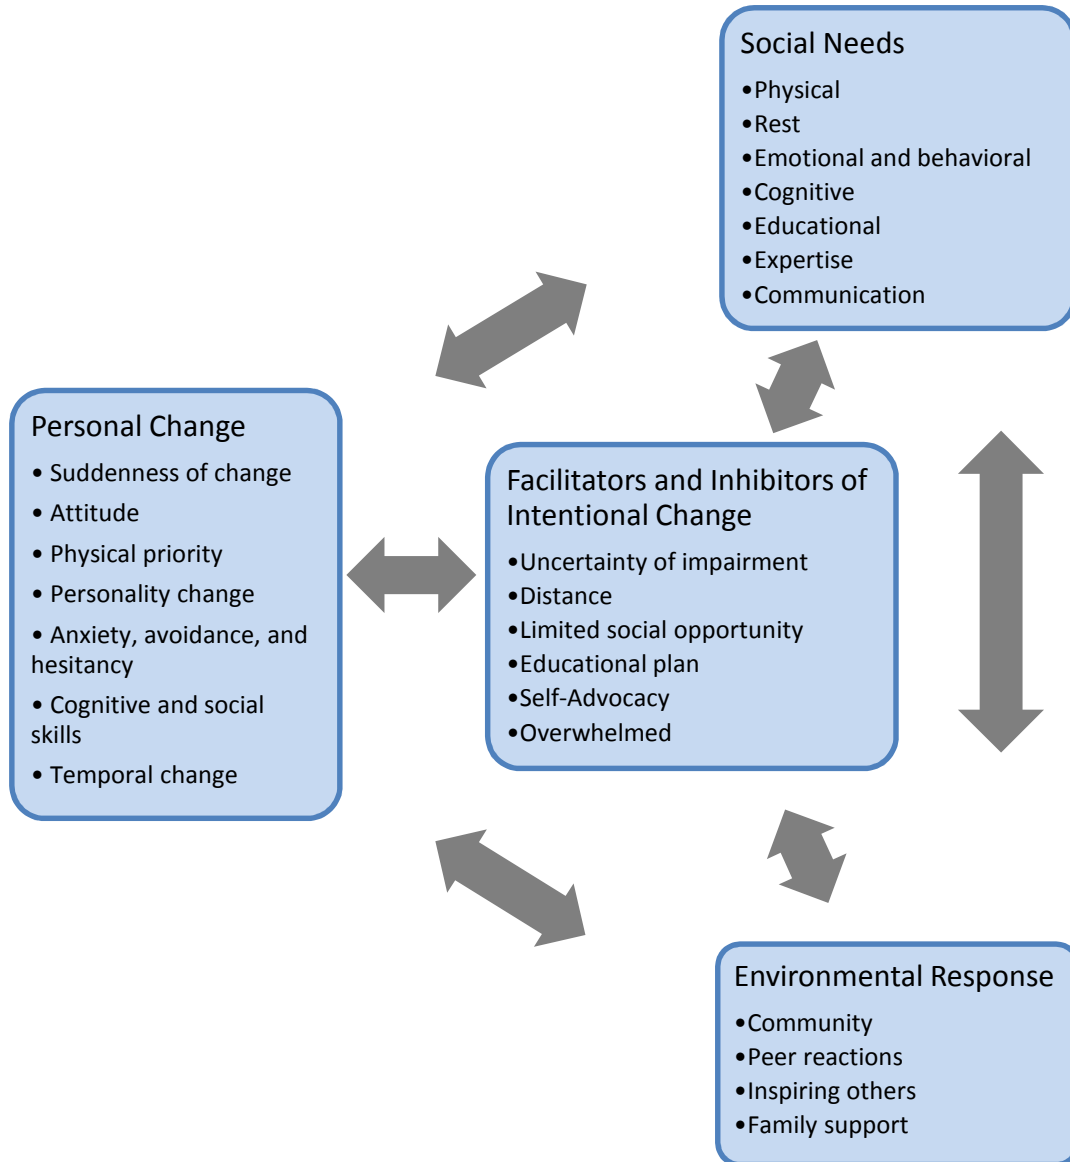 Social Needs
•Physical
•Rest
•Emotional and behavioral
•Cognitive
•Educational
•Expertise
•Communication
Personal Change
• Suddenness of change
• Attitude
• Physical priority
• Personality change
• Anxiety, avoidance, and
hesitancy
• Cognitive and social
skills
• Temporal change
Facilitators and Inhibitors of
Intentional Change
•Uncertainty of impairment
•Distance
•Limited social opportunity
•Educational plan
•Self-Advocacy
•Overwhelmed
Environmental Response
•Community
•Peer reactions
•Inspiring others
•Family support